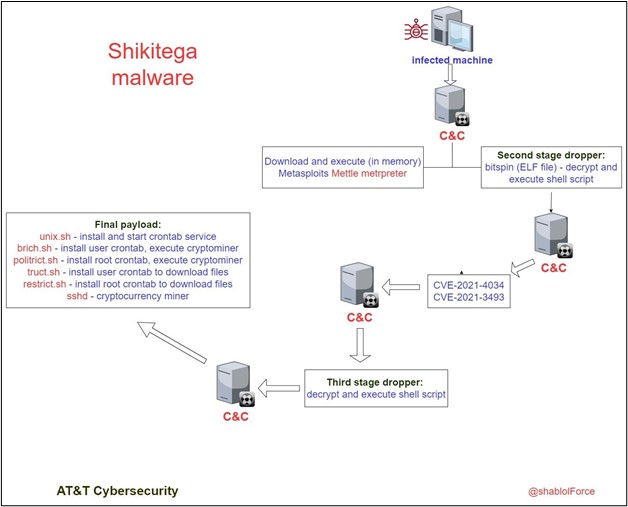 Shikitega
malware
infected machine
C&C
Download and execute (in memory)
Metasploits Mettle metrpreter
Second stage dropper:
bitspin (ELF file) - decrypt and
execute shell script
C&C
CVE-2021-4034
CVE-2021-3493
C&C
Final payload:
unix.sh - install and start crontab service
brich.sh - install user crontab, execute cryptominer
politrict.sh - install root crontab, execute cryptominer
truct.sh - install user crontab to download files
restrict.sh - install root crontab to download files
sshd - cryptocurrency miner
Third stage dropper:
decrypt and execute shell script
C&C
AT&T Cybersecurity
@shablolForce